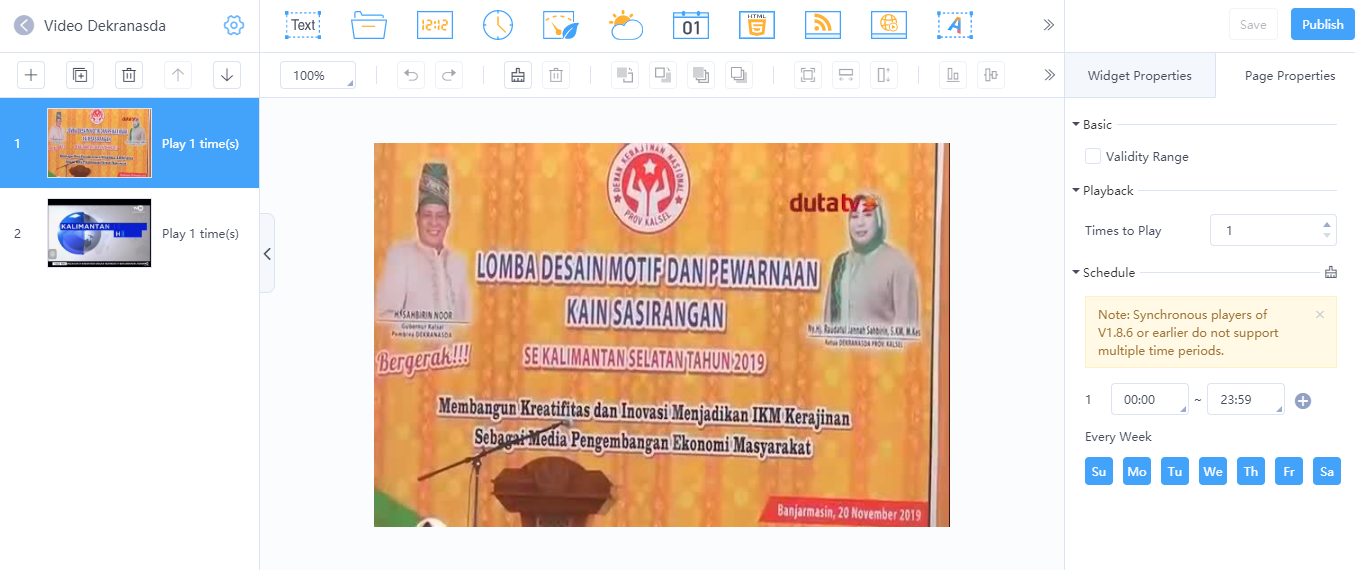 Video Dekranasda
Text
12:12
01
HTML
A
Save
Publish
100%
Widget Properties
Page Properties
1
Play 1 time(s)
2
KALIMANTAN
HI
Play 1 time(s)
DEWAN KERAJINAN NASIONAL
PROV KALSEL
dutatv
LOMBA DESAIN MOTIF DAN PEWARNAAN
KAIN SASIRANGAN
H. SAHBIRIN NOOR
Gubernur Kalsel
Pembina DEKRANASDA
Hj. Raudatul Jannah Sahbirin, S.KM, M.Kes
Ketua DEKRANASDA PROV KALSEL
Bergerak!!!
SE KALIMANTAN SELATAN TAHUN 2019
Membangun Kreatifitas dan Inovasi Menjadikan IKM Kerajinan
Sebagai Media Pengembangan Ekonomi Masyarakat
Banjarmasin, 20 November 2019
Basic
Validity Range
Playback
Times to Play
1
Schedule
Note: Synchronous players of
V1.8.6 or earlier do not support
multiple time periods.
1 00:00 ~ 23:59
Every Week
Su Mo Tu We Th Fr Sa